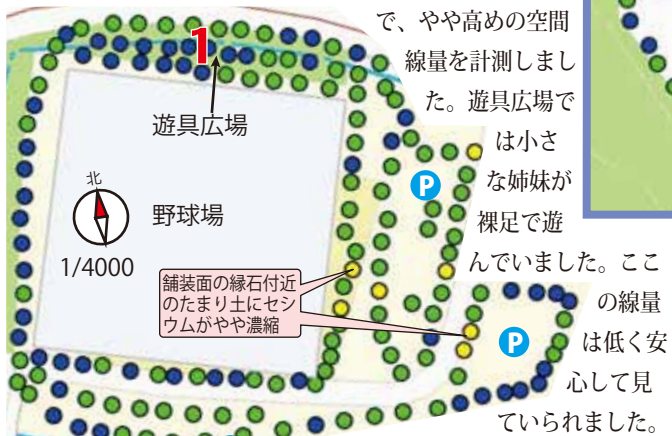 で、やや高めの空間
線量を計測しまし
た。遊具広場で
は小さ
な姉妹が
裸足で遊
んでいました。ここ
の線量
は低く安
心して見
ていられました。
1
遊具広場
北
野球場
1/4000
舗装面の縁石付近
のたまり土にセシ
ウムがやや濃縮
P
P